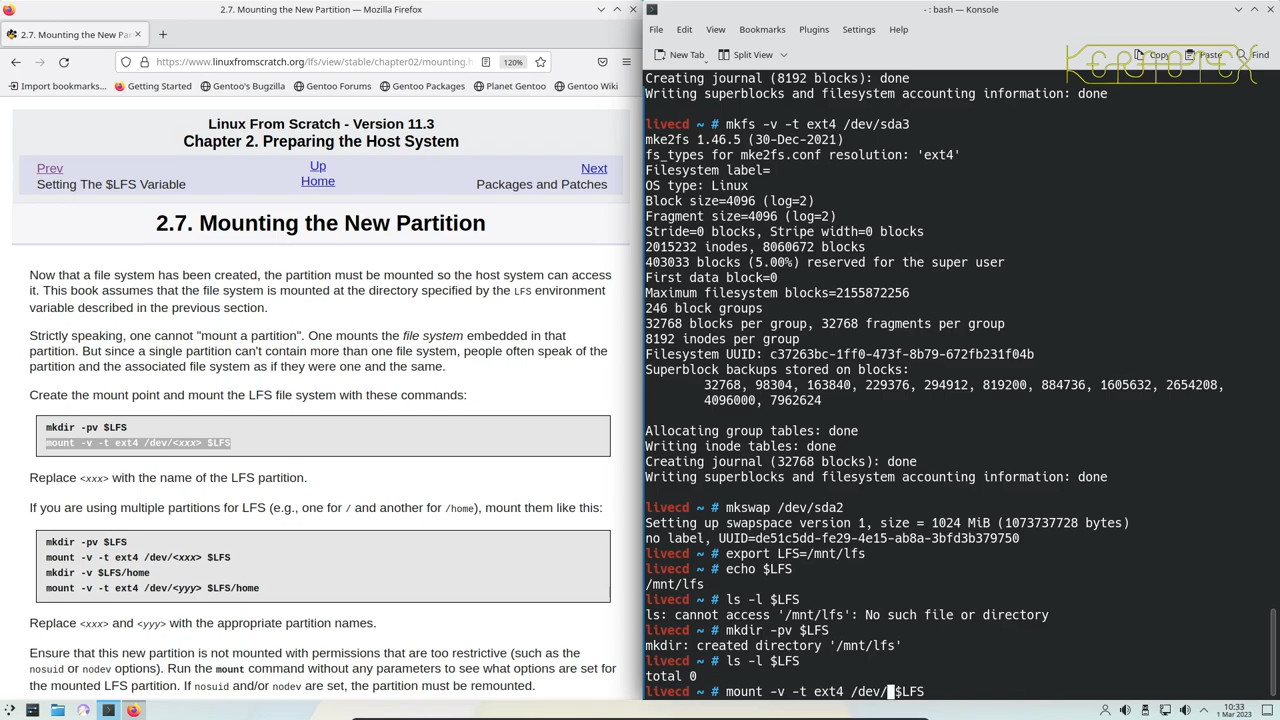 2.7. Mounting the New Partition — Mozilla Firefox
2.7. Mounting the New Par
https://www.linuxfromscratch.org/lfs/view/stable/chapter02/mounting.h
120%
Import bookmarks... Getting Started Gentoo's Bugzilla Gentoo Forums Gentoo Packages Planet Gentoo Gentoo Wiki
Linux From Scratch - Version 11.3
Chapter 2. Preparing the Host System
Prev Up Next
Setting The $LFS Variable Home Packages and Patches
2.7. Mounting the New Partition
Now that a file system has been created, the partition must be mounted so the host system can access
it. This book assumes that the file system is mounted at the directory specified by the LFS environment
variable described in the previous section.
Strictly speaking, one cannot "mount a partition". One mounts the file system embedded in that
partition. But since a single partition can't contain more than one file system, people often speak of the
partition and the associated file system as if they were one and the same.
Create the mount point and mount the LFS file system with these commands:
mkdir -pv $LFS
mount -v -t ext4 /dev/<xxx> $LFS
Replace <xxx> with the name of the LFS partition.
If you are using multiple partitions for LFS (e.g., one for / and another for /home), mount them like this:
mkdir -pv $LFS
mount -v -t ext4 /dev/<xxx> $LFS
mkdir -v $LFS/home
mount -v -t ext4 /dev/<yyy> $LFS/home
Replace <xxx> and <yyy> with the appropriate partition names.
Ensure that this new partition is not mounted with permissions that are too restrictive (such as the
nosuid or nodev options). Run the mount command without any parameters to see what options are set for
the mounted LFS partition. If nosuid and/or nodev are set, the partition must be remounted.
- : bash — Konsole
File Edit View Bookmarks Plugins Settings Help
New Tab Split View Copy Paste Find
Creating journal (8192 blocks): done
Writing superblocks and filesystem accounting information: done
livecd ~ # mkfs -v -t ext4 /dev/sda3
mke2fs 1.46.5 (30-Dec-2021)
fs_types for mke2fs.conf resolution: 'ext4'
Filesystem label=
OS type: Linux
Block size=4096 (log=2)
Fragment size=4096 (log=2)
Stride=0 blocks, Stripe width=0 blocks
2015232 inodes, 8060672 blocks
403033 blocks (5.00%) reserved for the super user
First data block=0
Maximum filesystem blocks=2155872256
246 block groups
32768 blocks per group, 32768 fragments per group
8192 inodes per group
Filesystem UUID: c37263bc-1ff0-473f-8b79-672fb231f04b
Superblock backups stored on blocks:
32768, 98304, 163840, 229376, 294912, 819200, 884736, 1605632, 2654208,
4096000, 7962624
Allocating group tables: done
Writing inode tables: done
Creating journal (32768 blocks): done
Writing superblocks and filesystem accounting information: done
livecd ~ # mkswap /dev/sda2
Setting up swapspace version 1, size = 1024 MiB (1073737728 bytes)
no label, UUID=de51c5dd-fe29-4e15-ab8a-3bfd3b379750
livecd ~ # export LFS=/mnt/lfs
livecd ~ # echo $LFS
/mnt/lfs
livecd ~ # ls -l $LFS
ls: cannot access '/mnt/lfs': No such file or directory
livecd ~ # mkdir -pv $LFS
mkdir: created directory '/mnt/lfs'
livecd ~ # ls -l $LFS
total 0
livecd ~ # mount -v -t ext4 /dev/ $LFS
10:33
1 Mar 2023